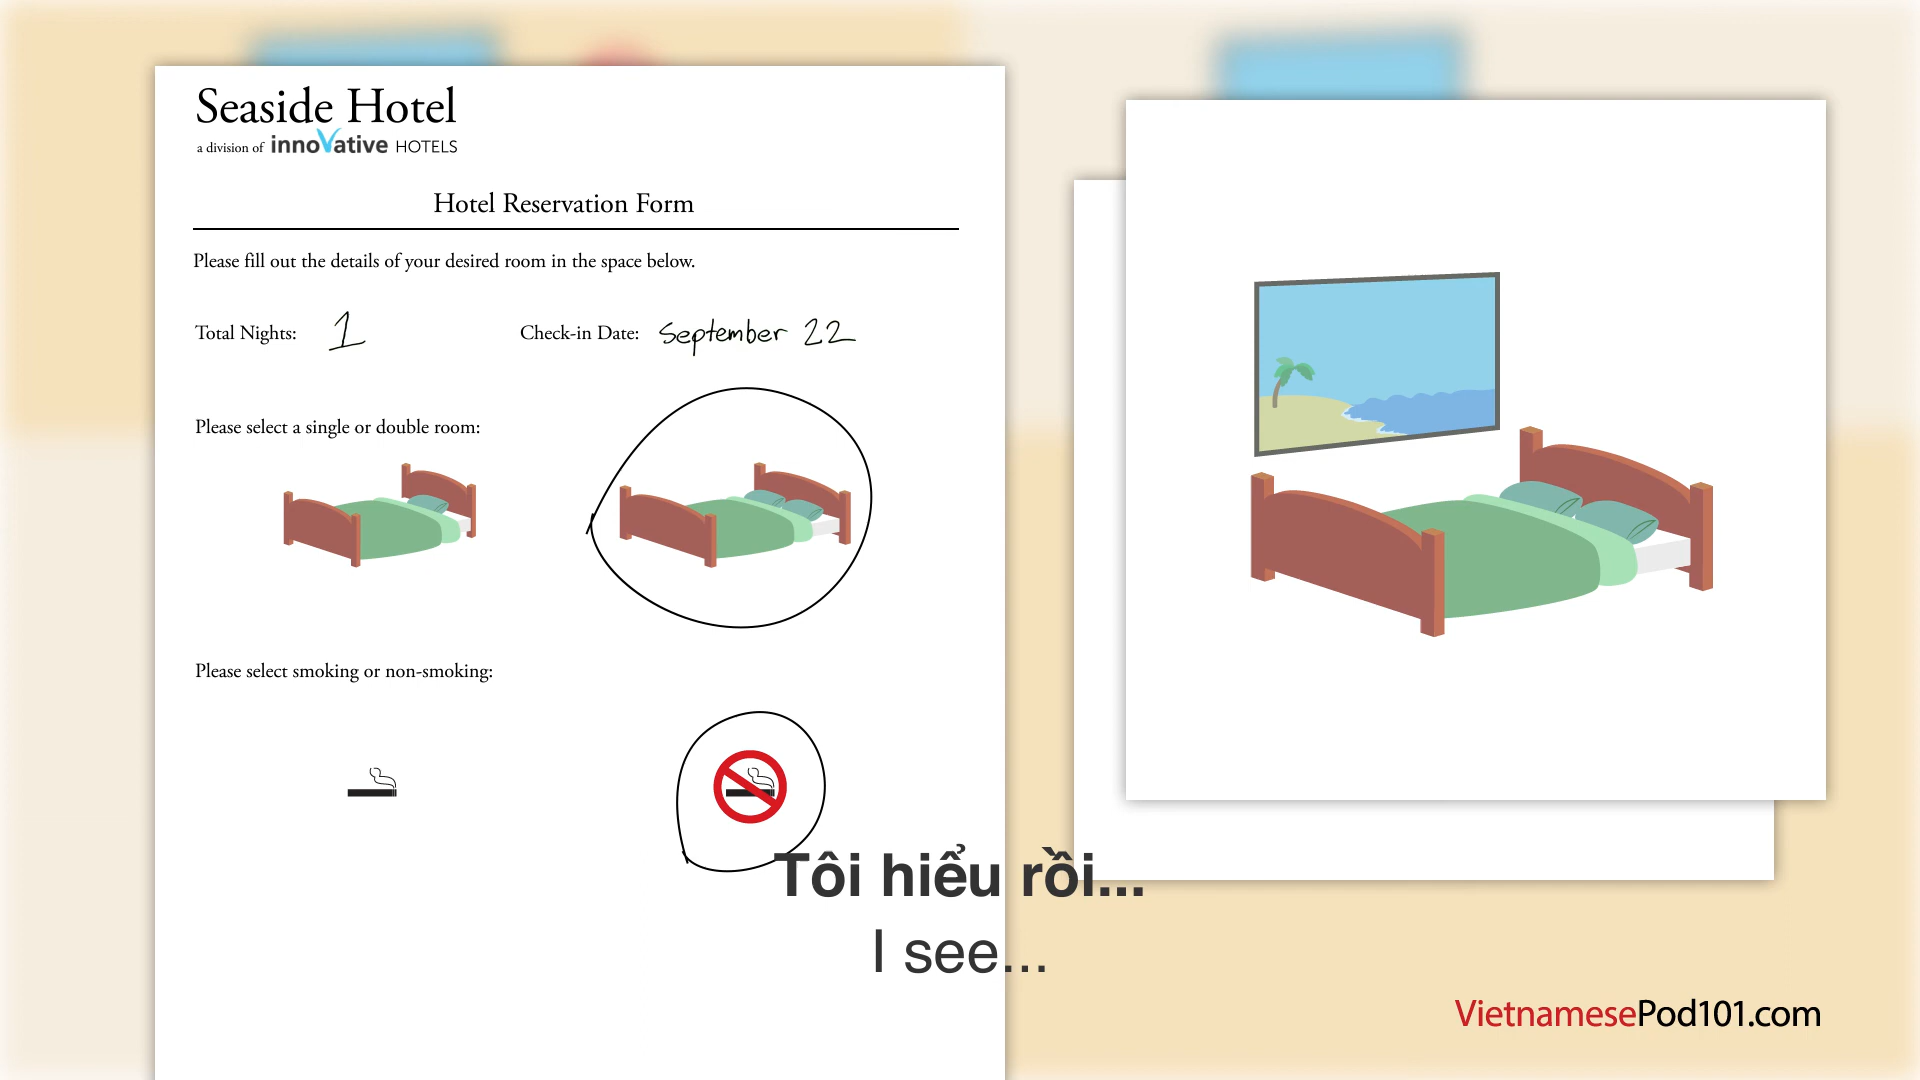 Seaside Hotel
a division of innovative HOTELS
Hotel Reservation Form
Please fill out the details of your desired room in the space below.
Total Nights: 1 Check-in Date: September 22
Please select a single or double room:
Please select smoking or non-smoking:
Tôi hiểu rồi...
I see...
VietnamesePod101.com